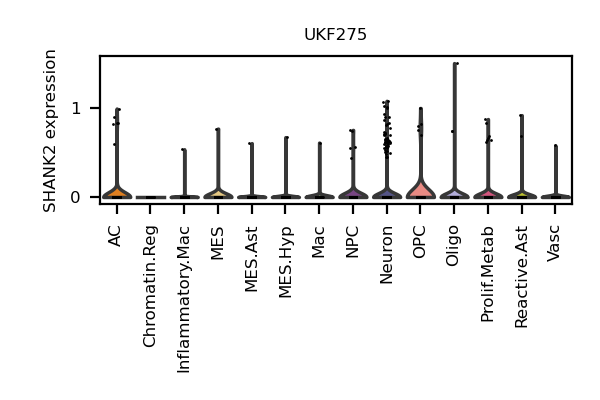 UKF275
SHANK2 expression
1
0
AC
Chromatin.Reg
Inflammatory.Mac
MES
MES.Ast
MES.Hyp
Mac
NPC
Neuron
OPC
Oligo
Prolif.Metab
Reactive.Ast
Vasc